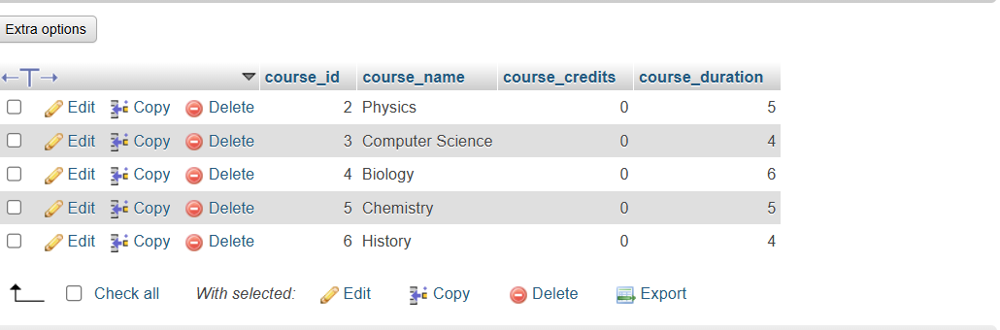 Extra options
course_id course_name course_credits course_duration
Edit Copy Delete 2 Physics 0 5
Edit Copy Delete 3 Computer Science 0 4
Edit Copy Delete 4 Biology 0 6
Edit Copy Delete 5 Chemistry 0 5
Edit Copy Delete 6 History 0 4
Check all With selected: Edit Copy Delete Export